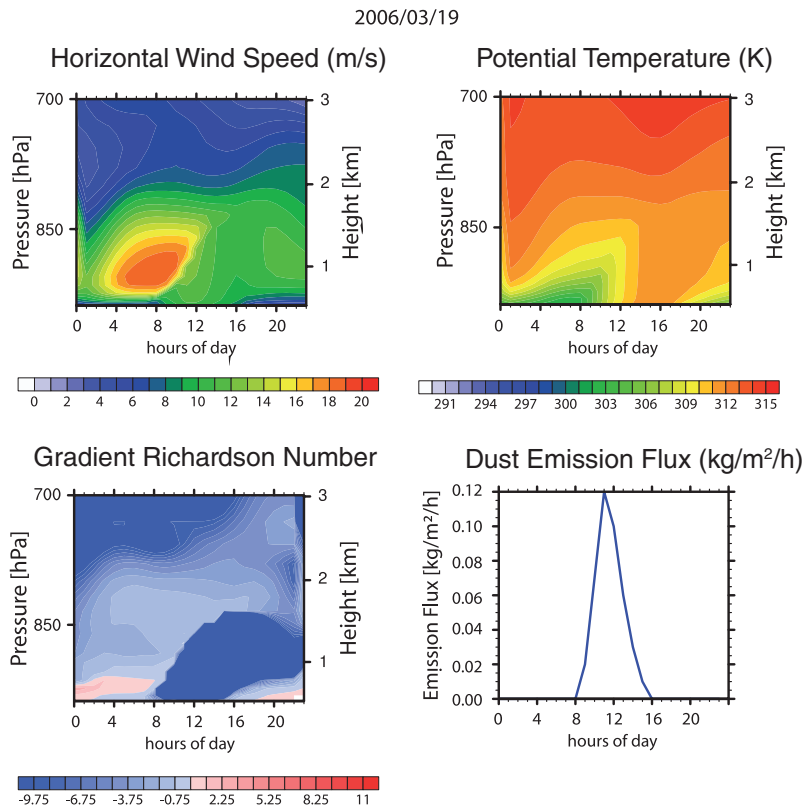 2006/03/19
Horizontal Wind Speed (m/s)
Potential Temperature (K)
700
850
Pressure [hPa]
3
2
1
Height [km]
0 4 8 12 16 20
hours of day
0 2 4 6 8 10 12 14 16 18 20
700
850
Pressure [hPa]
3
2
1
Height [km]
0 4 8 12 16 20
hours of day
291 294 297 300 303 306 309 312 315
Gradient Richardson Number
Dust Emission Flux (kg/m²/h)
700
850
Pressure [hPa]
3
2
1
Height [km]
0 4 8 12 16 20
hours of day
-9.75 -6.75 -3.75 -0.75 2.25 5.25 8.25 11
0.12
0.10
0.08
0.06
0.04
0.02
0.00
Emission Flux [kg/m²/h]
0 4 8 12 16 20
hours of day